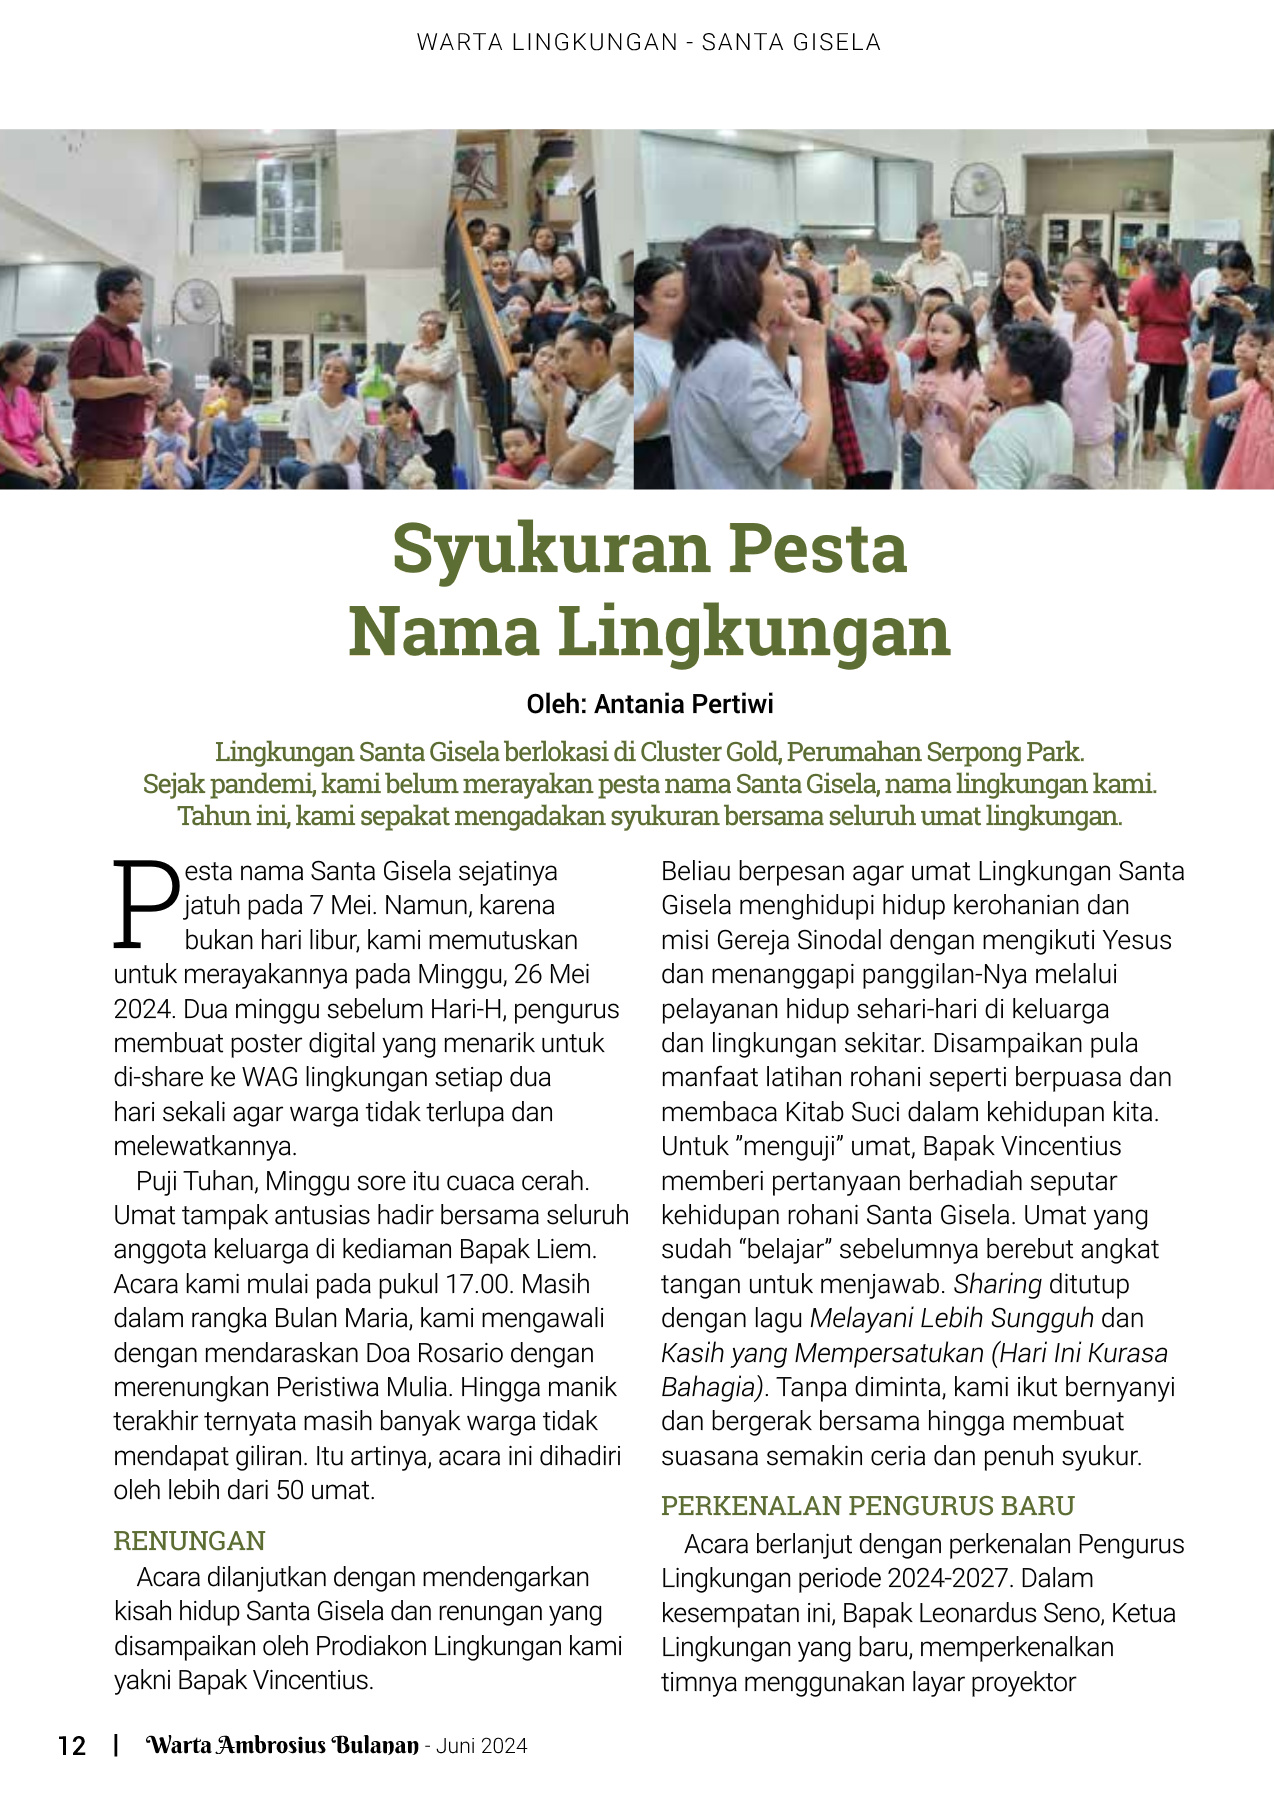 WARTA LINGKUNGAN - SANTA GISELA
Syukuran Pesta
Nama Lingkungan
Oleh: Antania Pertiwi
Lingkungan Santa Gisela berlokasi di Cluster Gold, Perumahan Serpong Park.
Sejak pandemi, kami belum merayakan pesta nama Santa Gisela, nama lingkungan kami.
Tahun ini, kami sepakat mengadakan syukuran bersama seluruh umat lingkungan.
Pesta nama Santa Gisela sejatinya
jatuh pada 7 Mei. Namun, karena
bukan hari libur, kami memutuskan
untuk merayakannya pada Minggu, 26 Mei
2024. Dua minggu sebelum Hari-H, pengurus
membuat poster digital yang menarik untuk
di-share ke WAG lingkungan setiap dua
hari sekali agar warga tidak terlupa dan
melewatkannya.
Puji Tuhan, Minggu sore itu cuaca cerah.
Umat tampak antusias hadir bersama seluruh
anggota keluarga di kediaman Bapak Liem.
Acara kami mulai pada pukul 17.00. Masih
dalam rangka Bulan Maria, kami mengawali
dengan mendaraskan Doa Rosario dengan
merenungkan Peristiwa Mulia. Hingga manik
terakhir ternyata masih banyak warga tidak
mendapat giliran. Itu artinya, acara ini dihadiri
oleh lebih dari 50 umat.
RENUNGAN
Acara dilanjutkan dengan mendengarkan
kisah hidup Santa Gisela dan renungan yang
disampaikan oleh Prodiakon Lingkungan kami
yakni Bapak Vincentius.
Beliau berpesan agar umat Lingkungan Santa
Gisela menghidupi hidup kerohanian dan
misi Gereja Sinodal dengan mengikuti Yesus
dan menanggapi panggilan-Nya melalui
pelayanan hidup sehari-hari di keluarga
dan lingkungan sekitar. Disampaikan pula
manfaat latihan rohani seperti berpuasa dan
membaca Kitab Suci dalam kehidupan kita.
Untuk ”menguji” umat, Bapak Vincentius
memberi pertanyaan berhadiah seputar
kehidupan rohani Santa Gisela. Umat yang
sudah “belajar” sebelumnya berebut angkat
tangan untuk menjawab. Sharing ditutup
dengan lagu Melayani Lebih Sungguh dan
Kasih yang Mempersatukan (Hari Ini Kurasa
Bahagia). Tanpa diminta, kami ikut bernyanyi
dan bergerak bersama hingga membuat
suasana semakin ceria dan penuh syukur.
PERKENALAN PENGURUS BARU
Acara berlanjut dengan perkenalan Pengurus
Lingkungan periode 2024-2027. Dalam
kesempatan ini, Bapak Leonardus Seno, Ketua
Lingkungan yang baru, memperkenalkan
timnya menggunakan layar proyektor
12 | Warta Ambrosius Bulanan - Juni 2024